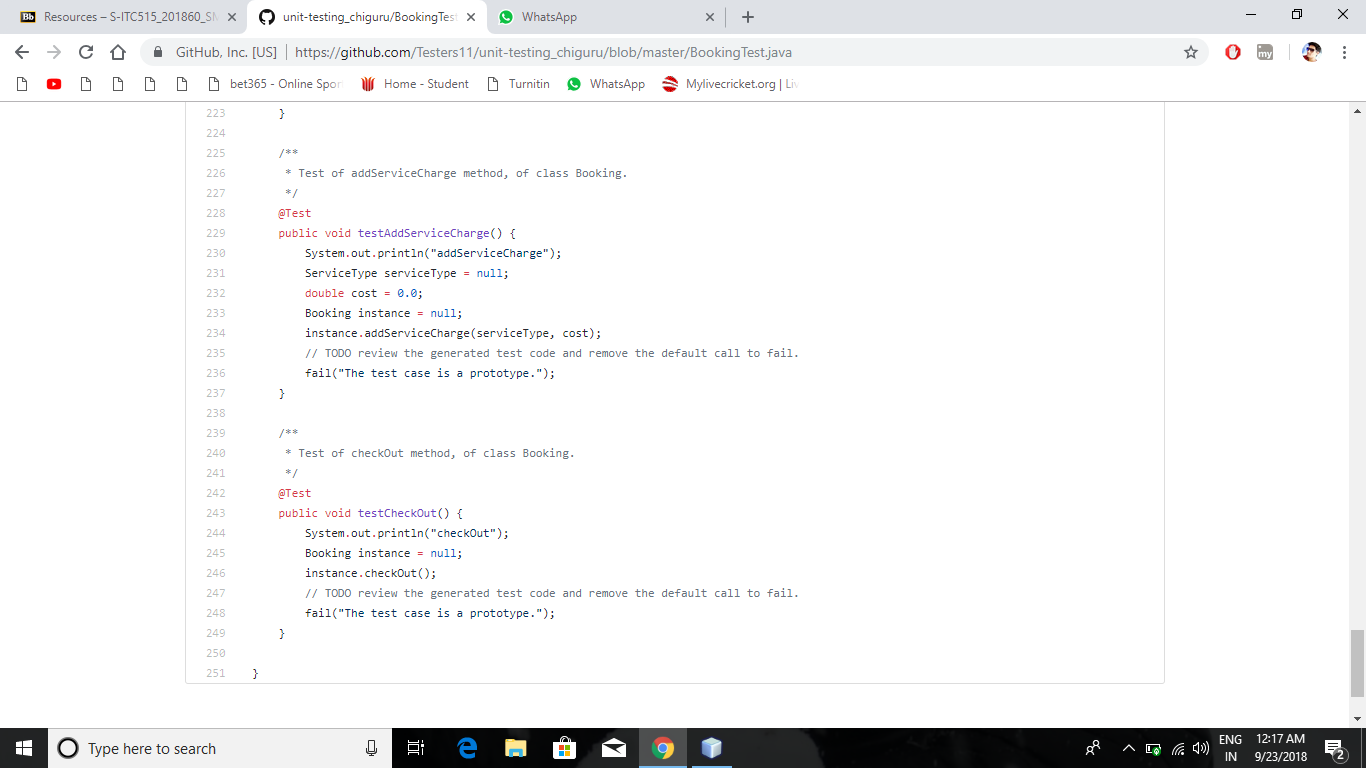 Resources – S-ITC515_201860_SM
unit-testing_chiguru/BookingTest
WhatsApp
GitHub, Inc. [US] | https://github.com/Testers11/unit-testing_chiguru/blob/master/BookingTest.java
bet365 - Online Spor
Home - Student
Turnitin
WhatsApp
Mylivecricket.org | Liv
223 }
224
225 /**
226 * Test of addServiceCharge method, of class Booking.
227 */
228 @Test
229 public void testAddServiceCharge() {
230 System.out.println("addServiceCharge");
231 ServiceType serviceType = null;
232 double cost = 0.0;
233 Booking instance = null;
234 instance.addServiceCharge(serviceType, cost);
235 // TODO review the generated test code and remove the default call to fail.
236 fail("The test case is a prototype.");
237 }
238
239 /**
240 * Test of checkOut method, of class Booking.
241 */
242 @Test
243 public void testCheckOut() {
244 System.out.println("checkOut");
245 Booking instance = null;
246 instance.checkOut();
247 // TODO review the generated test code and remove the default call to fail.
248 fail("The test case is a prototype.");
249 }
250
251 }
Type here to search
ENG
IN
12:17 AM
9/23/2018
2